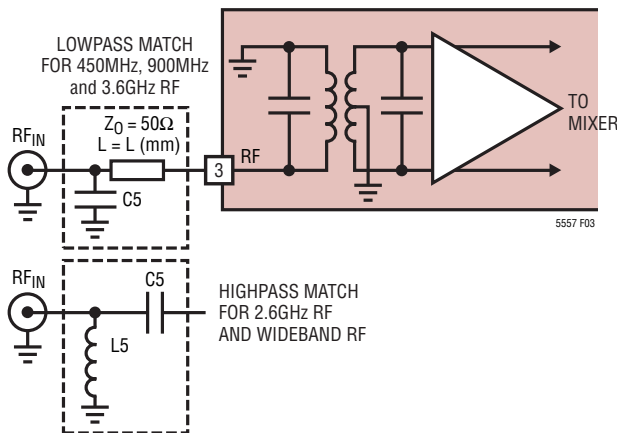 LOWPASS MATCH
FOR 450MHz, 900MHz
and 3.6GHz RF
Z0 = 50Ω
L = L (mm)
RFIN
C5
3
RF
TO
MIXER
5557 F03
RFIN
C5
L5
HIGHPASS MATCH
FOR 2.6GHz RF
AND WIDEBAND RF